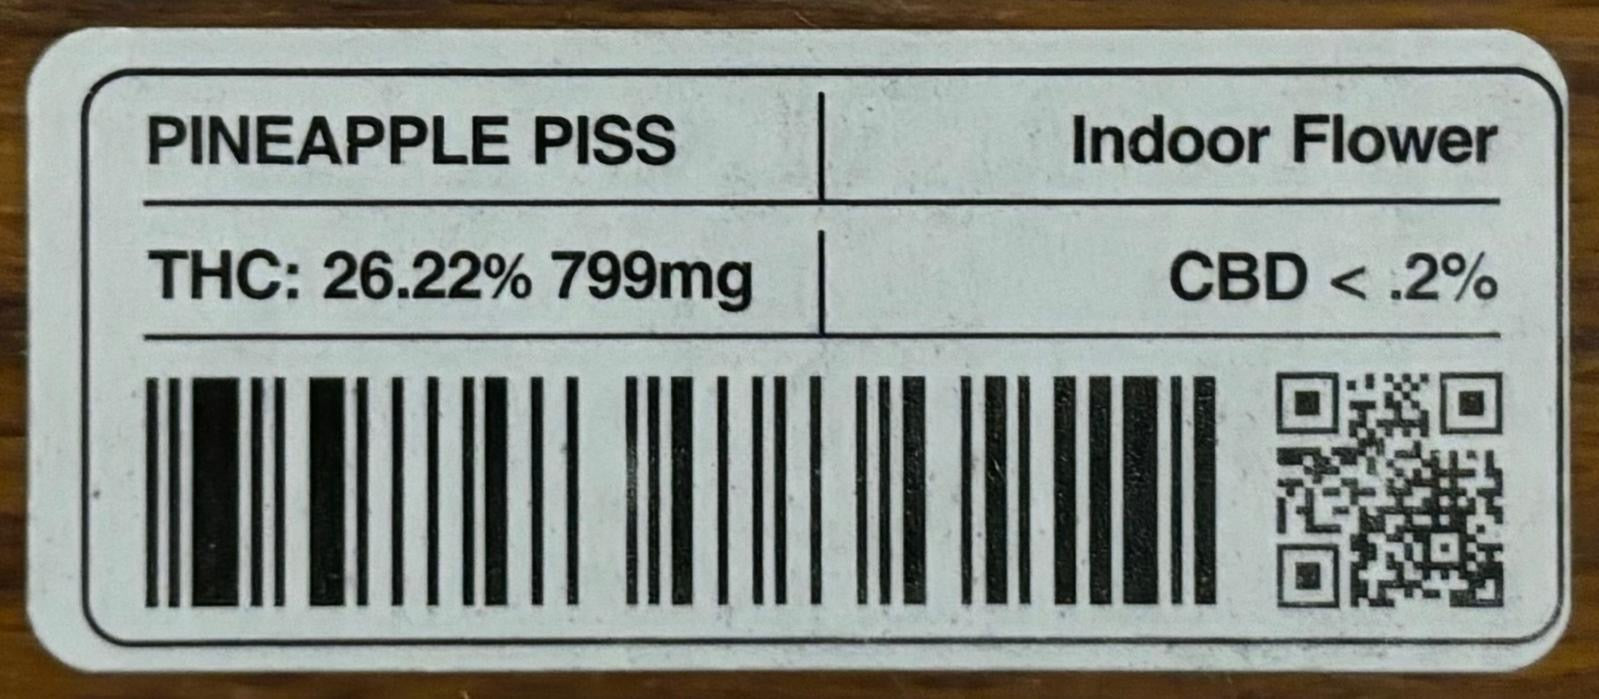 PINEAPPLE PISS Indoor Flower
THC: 26.22% 799mg CBD < .2%